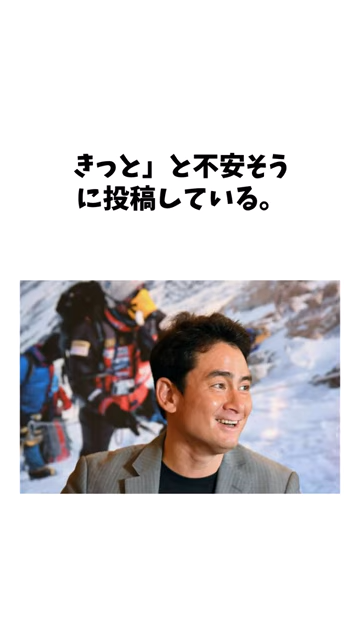 きっと」と不安そう
に投稿している。